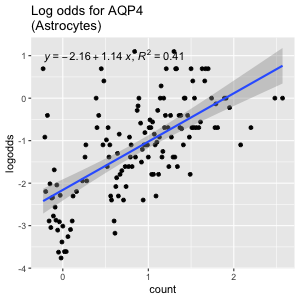 Log odds for AQP4
(Astrocytes)
y = −2.16 + 1.14 x, R² = 0.41
logodds
1
0
-1
-2
-3
-4
0
1
2
count